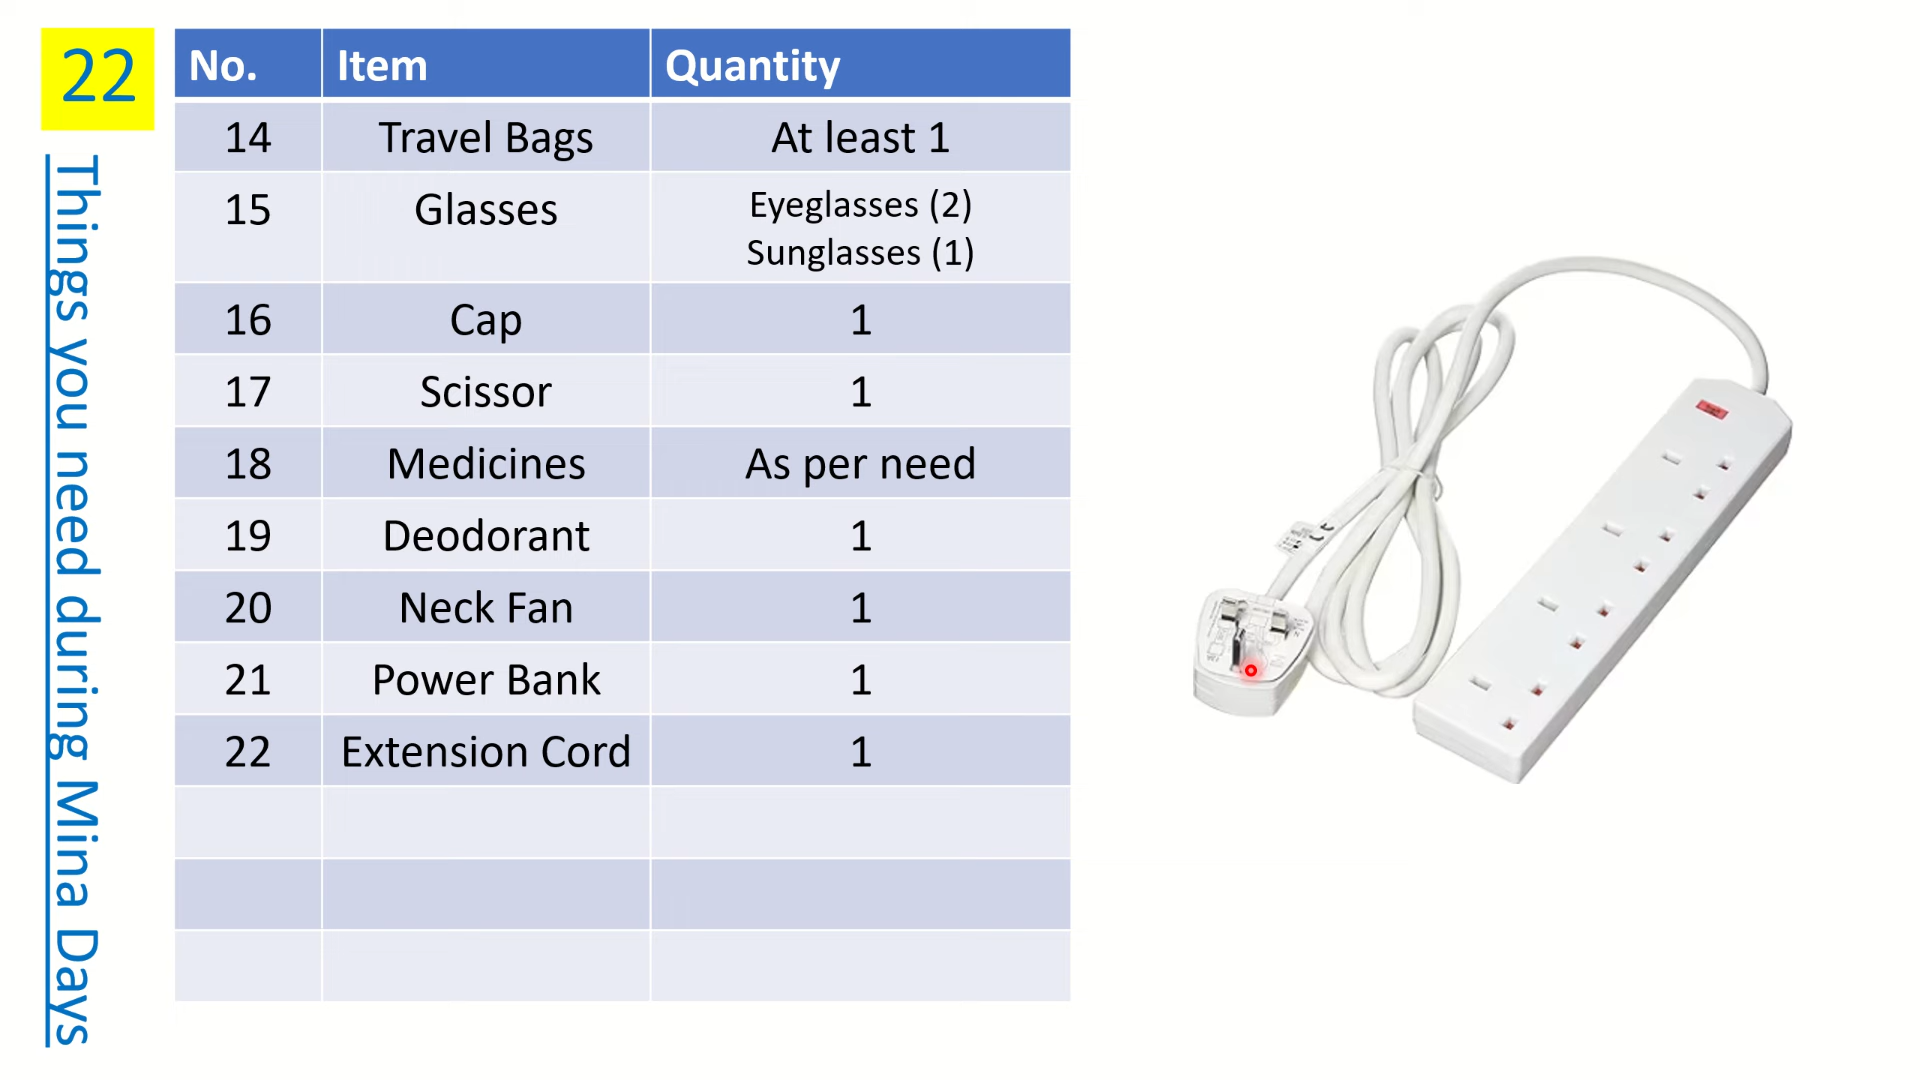 22
Things you need during Mina Days
No. Item Quantity
14 Travel Bags At least 1
15 Glasses Eyeglasses (2)
Sunglasses (1)
16 Cap 1
17 Scissor 1
18 Medicines As per need
19 Deodorant 1
20 Neck Fan 1
21 Power Bank 1
22 Extension Cord 1